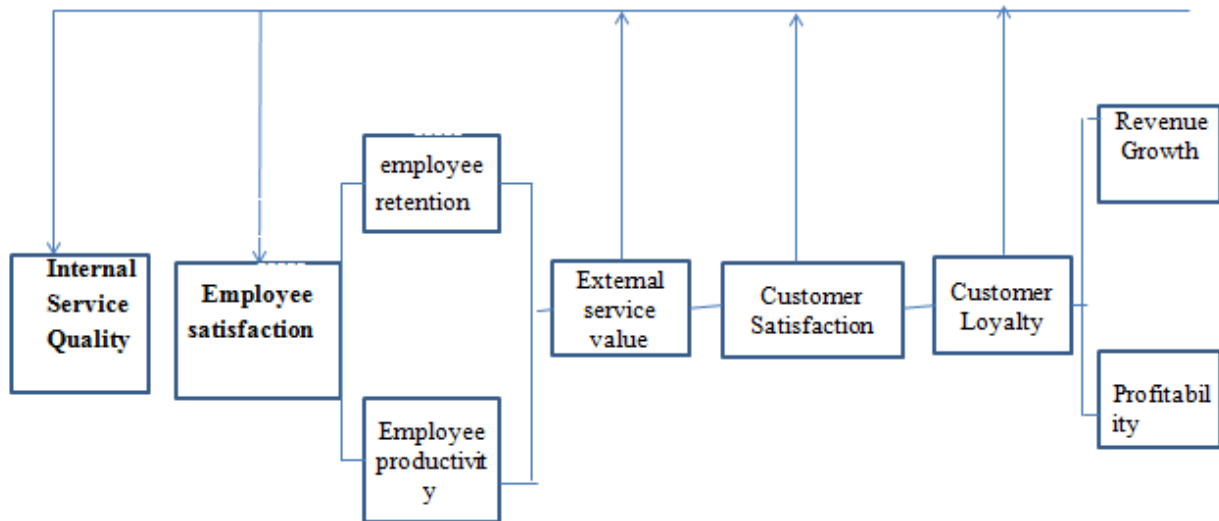 Internal
Service
Quality
Employee
satisfaction
employee
retention
Employee
productivit
y
External
service
value
Customer
Satisfaction
Customer
Loyalty
Revenue
Growth
Profitabil
ity